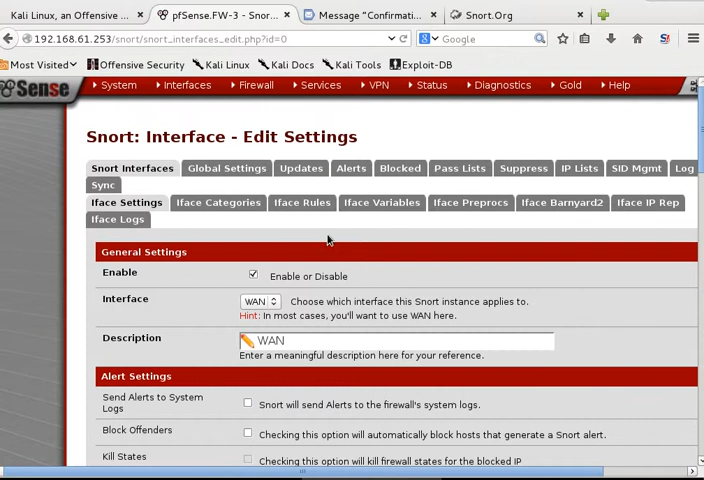 Kali Linux, an Offensive ...
pfSense.FW-3 - Snor...
Message “Confirmati...
Snort.Org
192.168.61.253/snort/snort_interfaces_edit.php?id=0
Google
Most Visited
Offensive Security
Kali Linux
Kali Docs
Kali Tools
Exploit-DB
Sense
System
Interfaces
Firewall
Services
VPN
Status
Diagnostics
Gold
Help
Snort: Interface - Edit Settings
Snort Interfaces
Global Settings
Updates
Alerts
Blocked
Pass Lists
Suppress
IP Lists
SID Mgmt
Log
Sync
Iface Settings
Iface Categories
Iface Rules
Iface Variables
Iface Preprocs
Iface Barnyard2
Iface IP Rep
Iface Logs
General Settings
Enable
Enable or Disable
Interface
WAN
Choose which interface this Snort instance applies to.
Hint: In most cases, you'll want to use WAN here.
Description
WAN
Enter a meaningful description here for your reference.
Alert Settings
Send Alerts to System
Logs
Snort will send Alerts to the firewall's system logs.
Block Offenders
Checking this option will automatically block hosts that generate a Snort alert.
Kill States
Checking this option will kill firewall states for the blocked IP